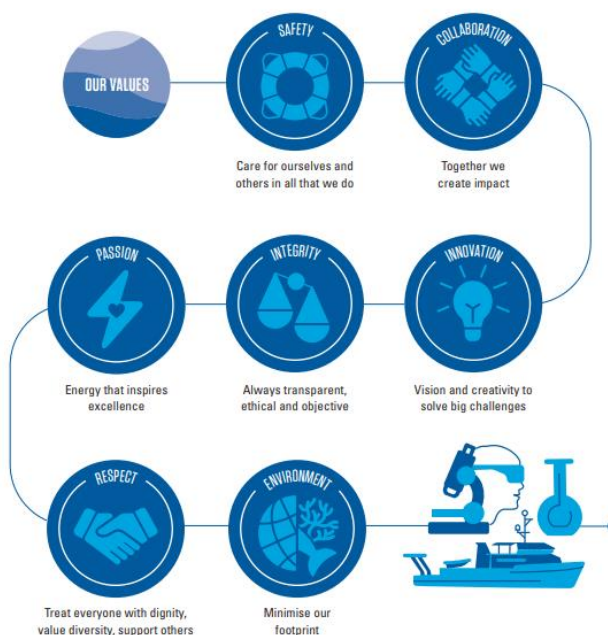 OUR VALUES
SAFETY
COLLABORATION
Care for ourselves and
others in all that we do
Together we
create impact
PASSION
INTEGRITY
INNOVATION
Energy that inspires
excellence
Always transparent,
ethical and objective
Vision and creativity to
solve big challenges
RESPECT
ENVIRONMENT
Treat everyone with dignity,
value diversity, support others
Minimise our
footprint